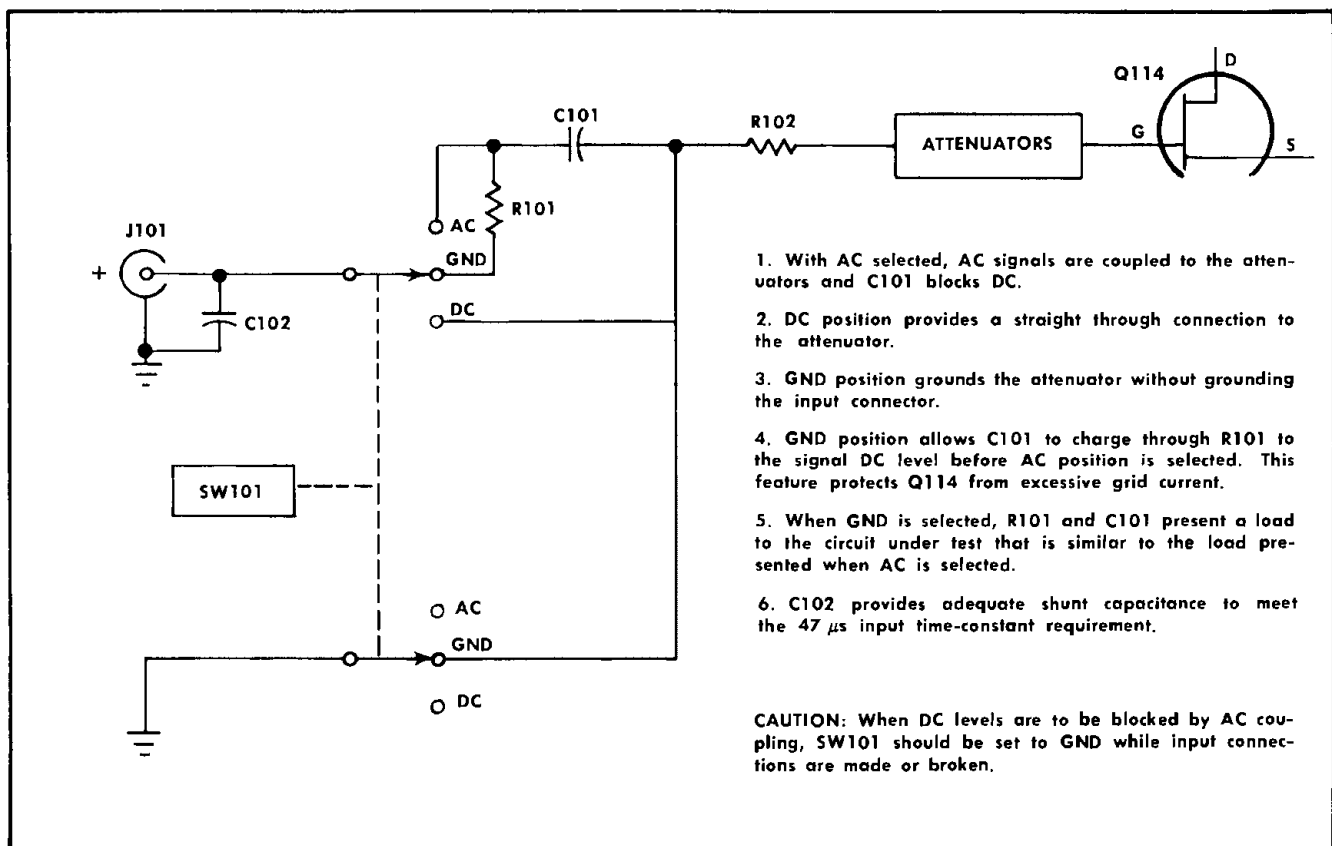 Q114
D
C101
R102
G
ATTENUATORS
S
R101
AC
J101
GND
+
DC
C102
SW101
AC
GND
DC
1. With AC selected, AC signals are coupled to the atten-
uators and C101 blocks DC.
2. DC position provides a straight through connection to
the attenuator.
3. GND position grounds the attenuator without grounding
the input connector.
4. GND position allows C101 to charge through R101 to
the signal DC level before AC position is selected. This
feature protects Q114 from excessive grid current.
5. When GND is selected, R101 and C101 present a load
to the circuit under test that is similar to the load pre-
sented when AC is selected.
6. C102 provides adequate shunt capacitance to meet
the 47 μs input time-constant requirement.
CAUTION: When DC levels are to be blocked by AC cou-
pling, SW101 should be set to GND while input connec-
tions are made or broken.